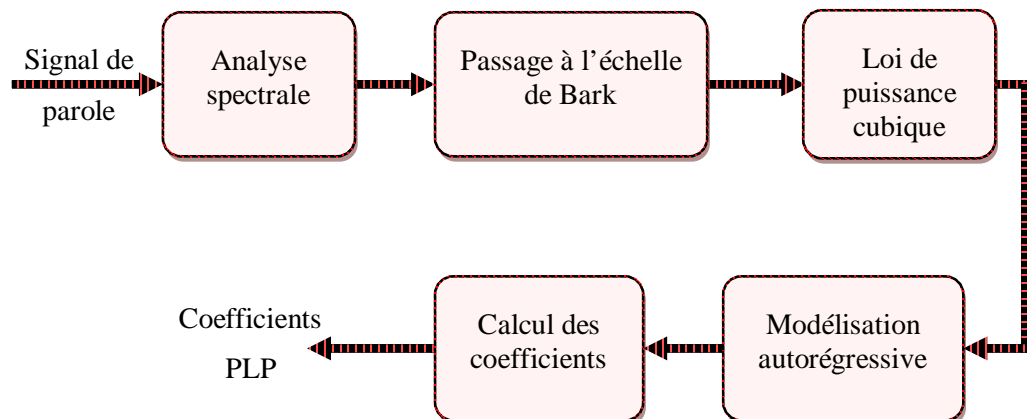 Signal de
parole
Analyse
spectrale
Passage à l'échelle
de Bark
Loi de
puissance
cubique
Modélisation
autorégressive
Calcul des
coefficients
Coefficients
PLP